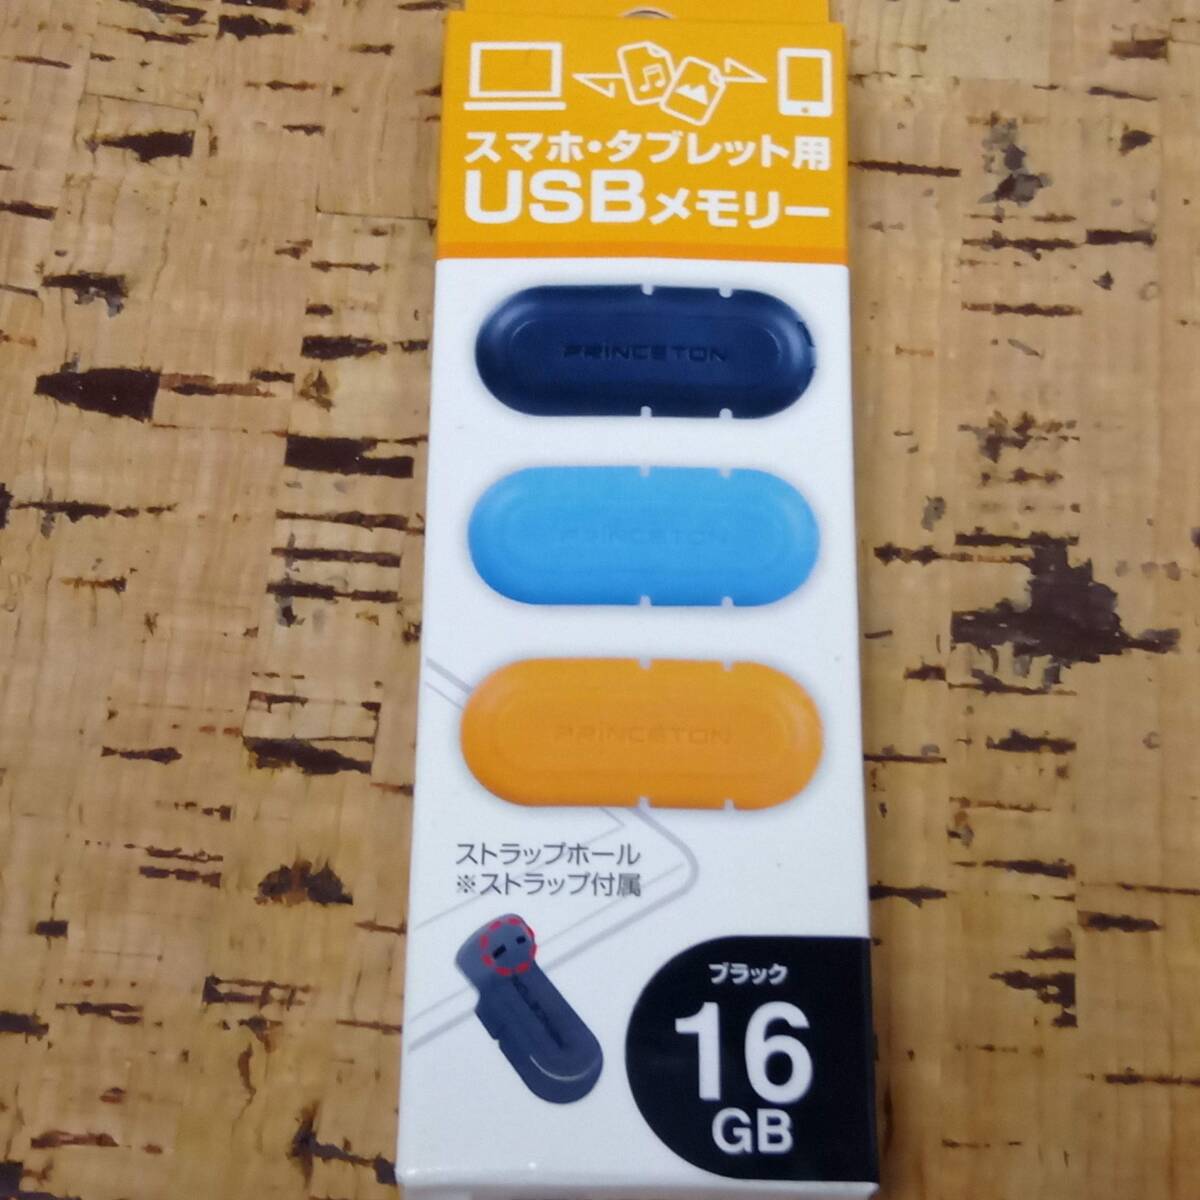 スマホ・タブレット用
USBメモリー
PRINCETON
PRINCETON
PRINCETON
ストラップホール
※ストラップ付属
ブラック
16
GB